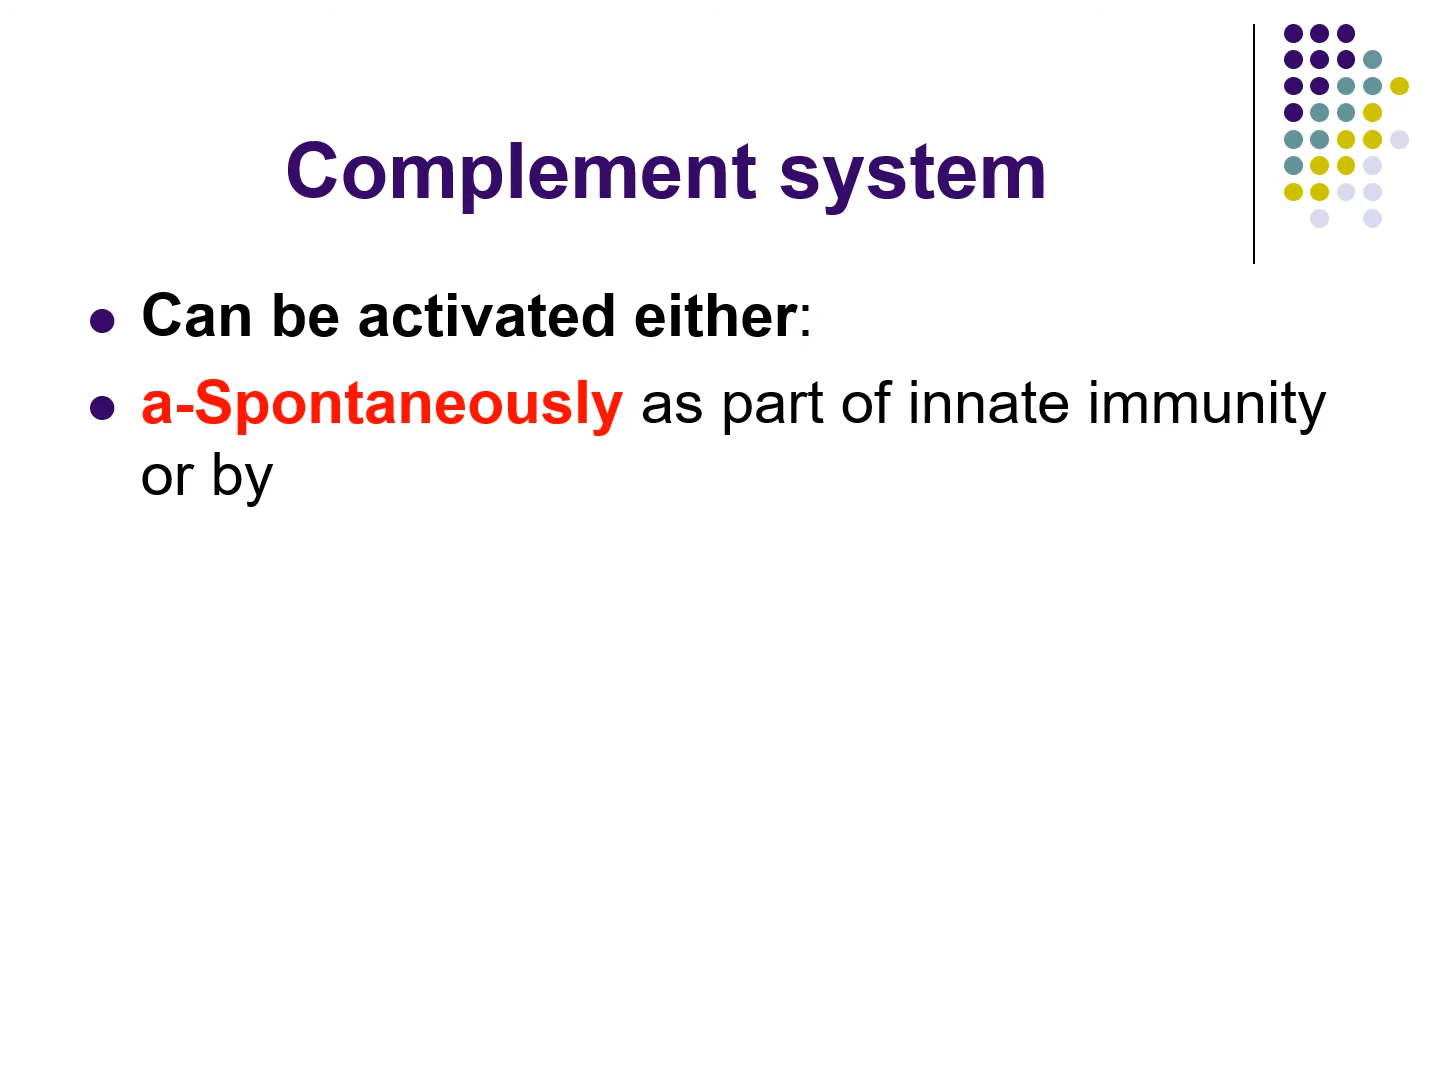 Complement system
Can be activated either:
a-Spontaneously as part of innate immunity
or by